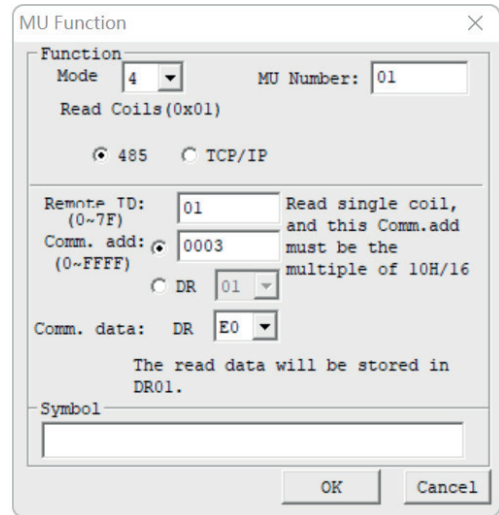 MU Function
Function
Mode 4 MU Number: 01
Read Coils(0x01)
485 TCP/IP
Remote ID: 01 Read single coil,
(0~7F) and this Comm.add
Comm. add: 0003 must be the
(0~FFFF) multiple of 10H/16
DR 01
Comm. data: DR E0
The read data will be stored in
DR01.
Symbol
OK Cancel